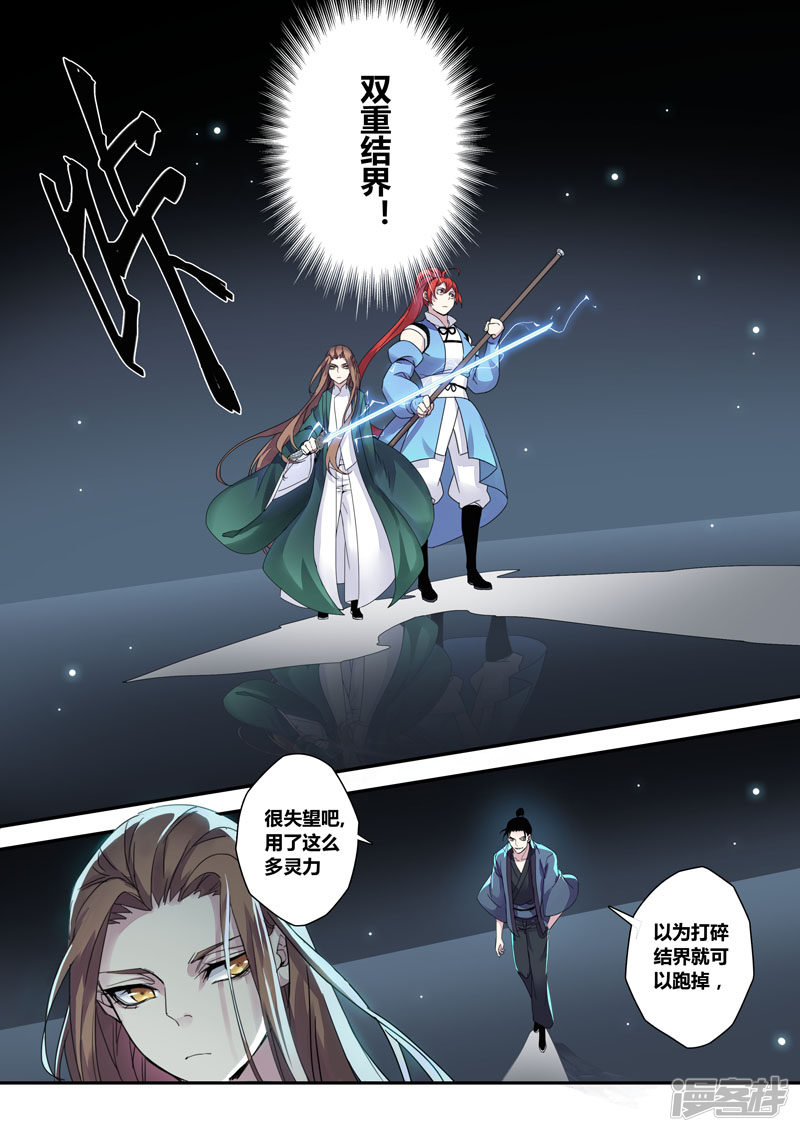 双重结界！
咔
很失望吧,
用了这么
多灵力
以为打碎
结界就可
以跑掉，
漫客栈